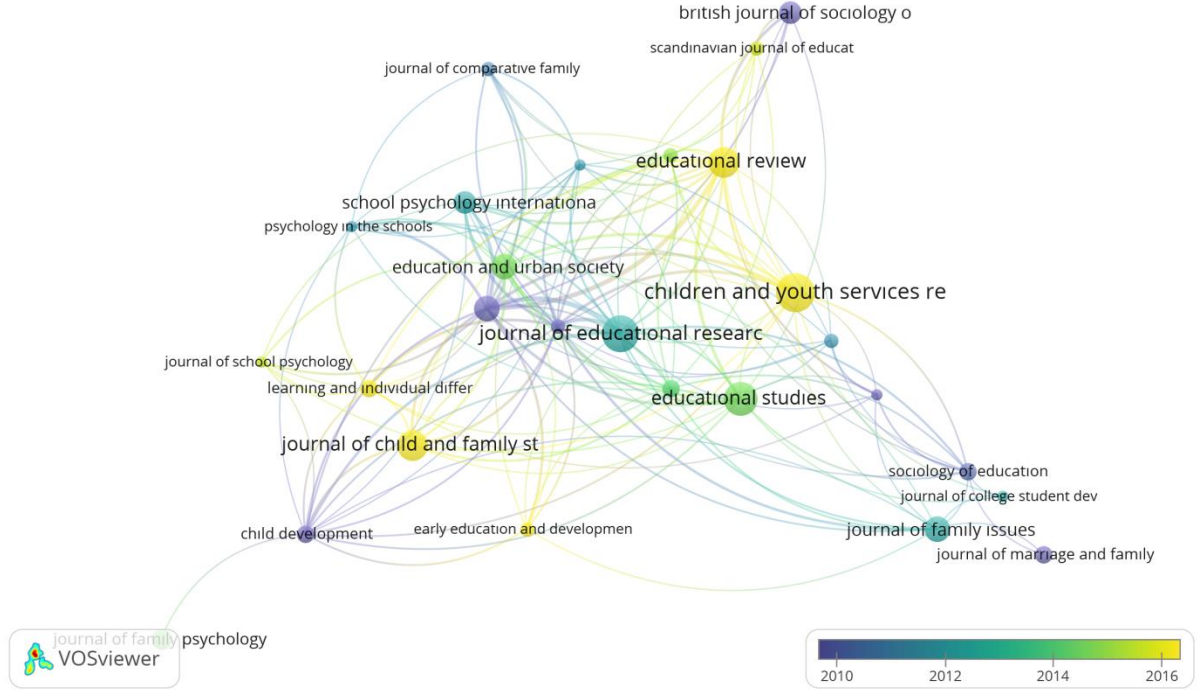 british journal of sociology o
scandinavian journal of educat
journal of comparative family
educational review
school psychology internationa
psychology in the schools
education and urban society
children and youth services re
journal of educational researc
journal of school psychology
learning and individual differ
educational studies
journal of child and family st
sociology of education
journal of college student dev
child development
early education and developmen
journal of family issues
journal of marriage and family
journal of family psychology
VOSviewer
2010 2012 2014 2016